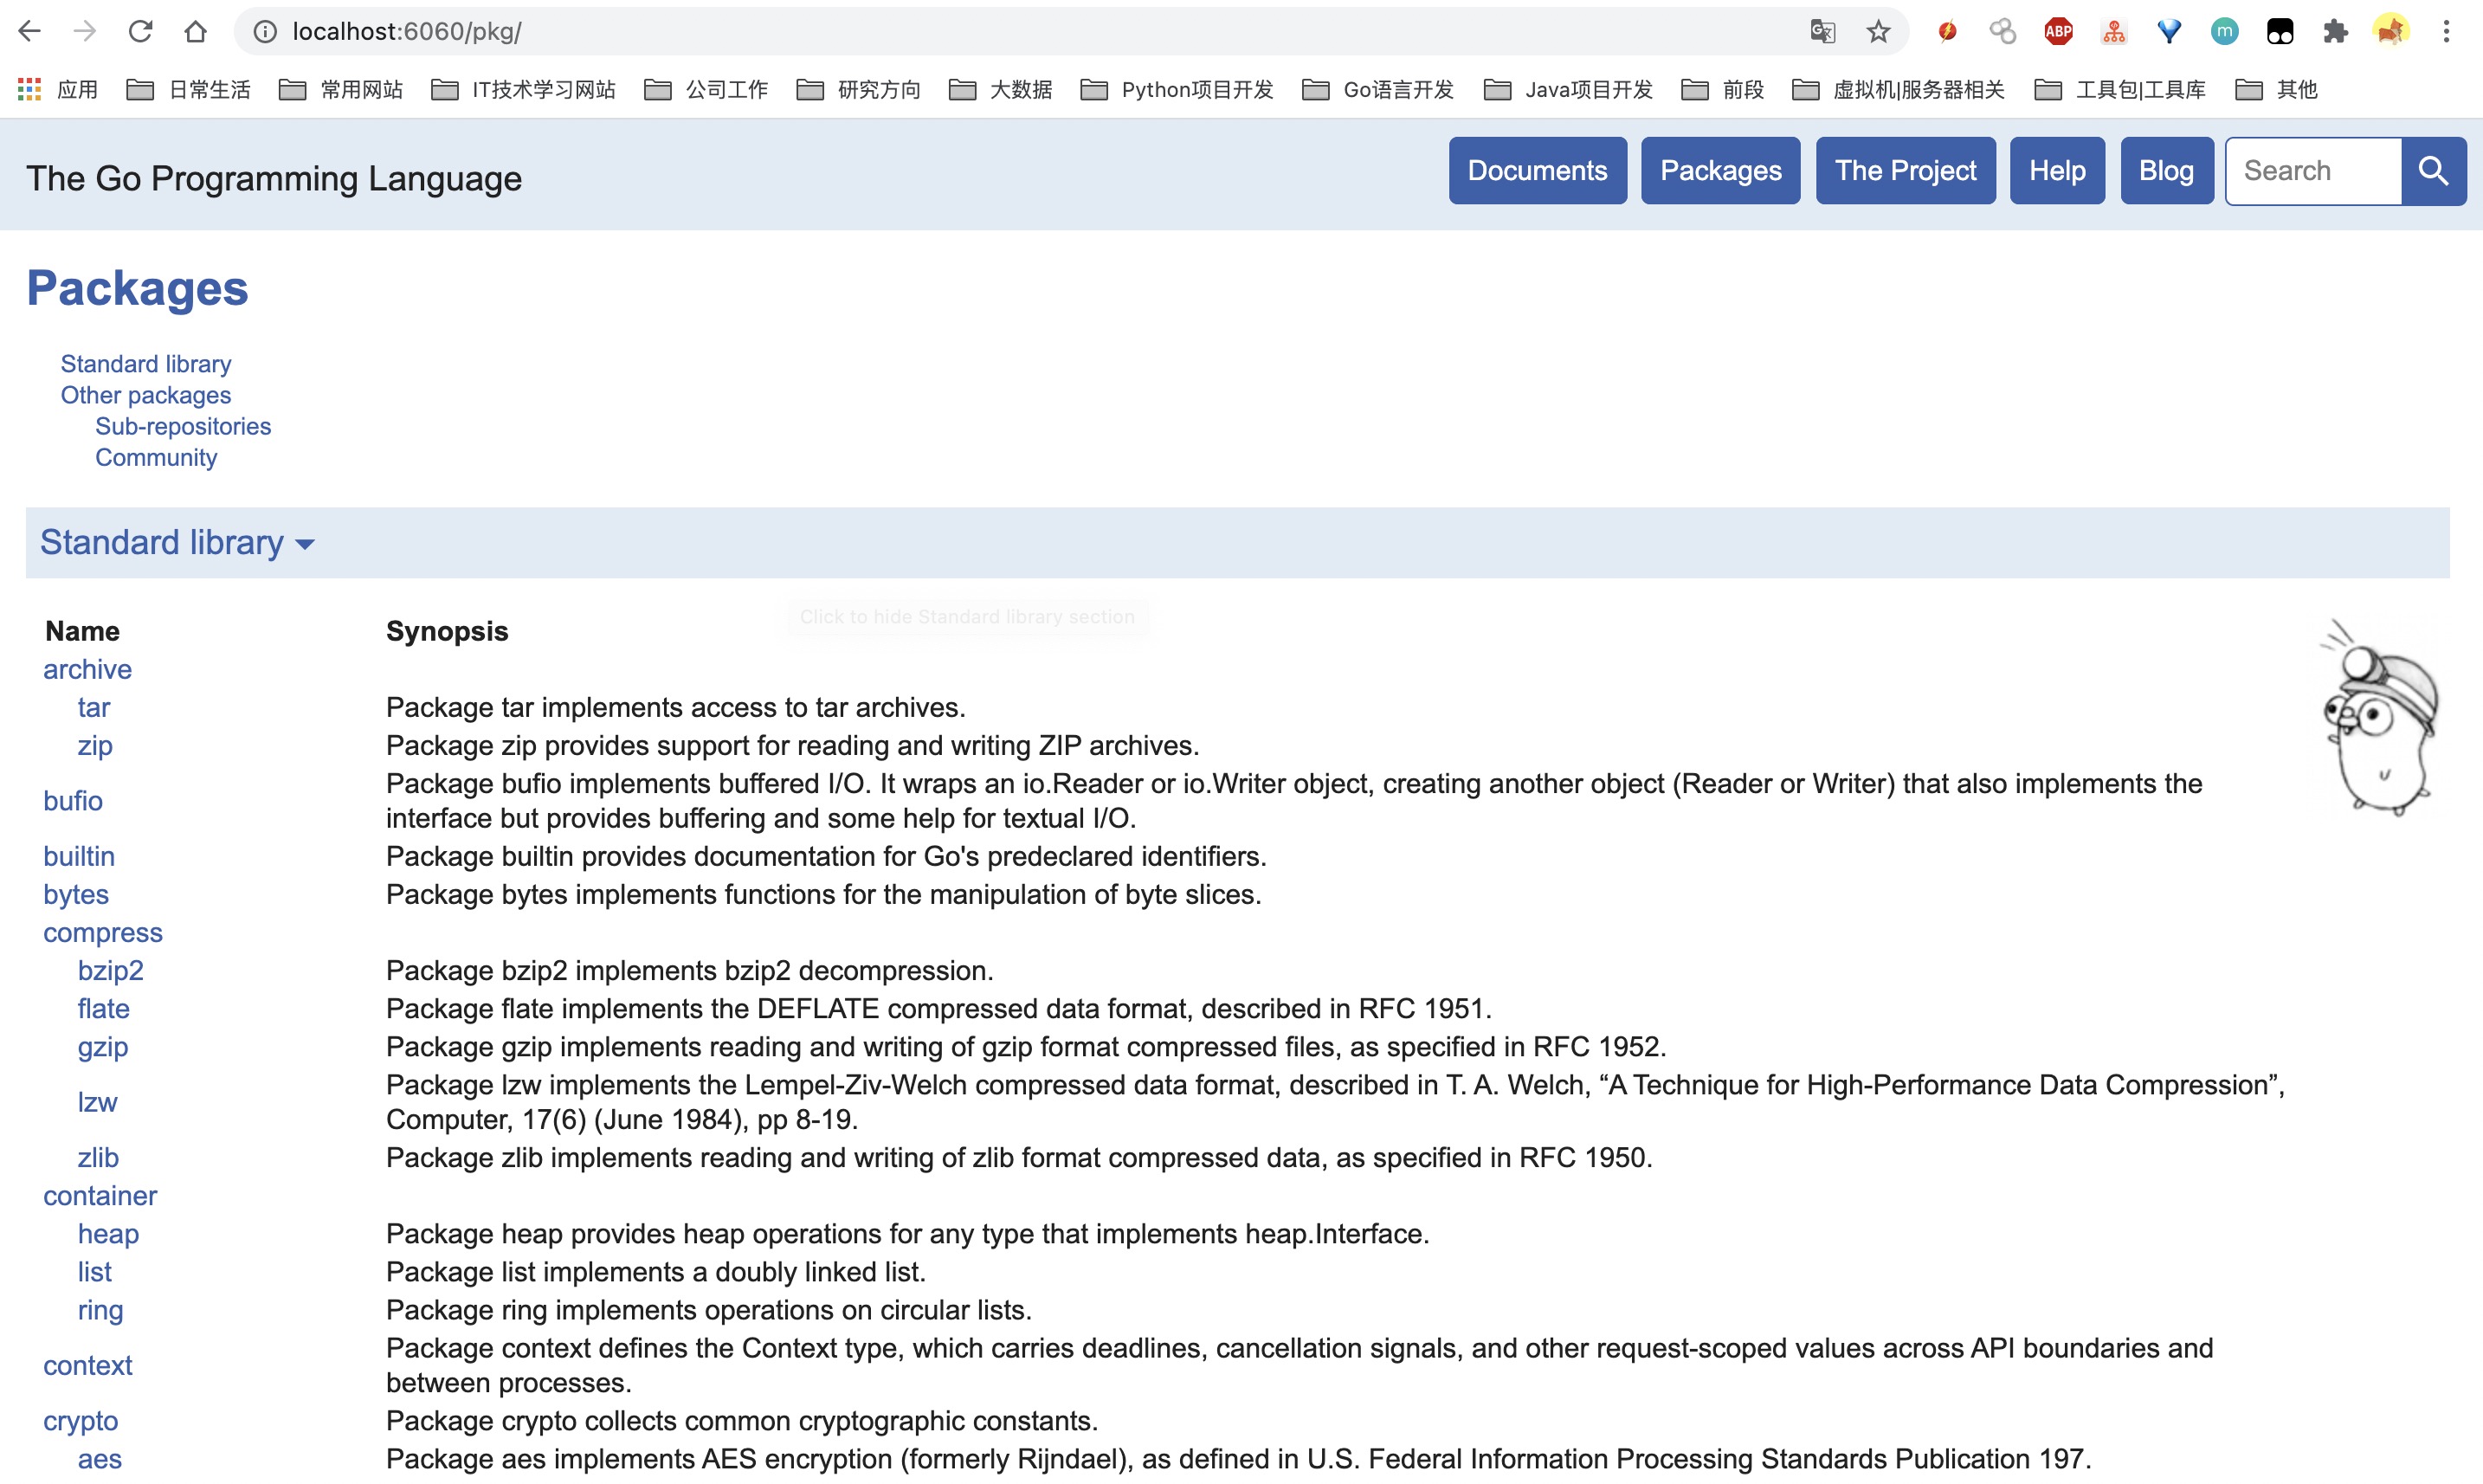 localhost:6060/pkg/
ABP
m
应用 日常生活 常用网站 IT技术学习网站 公司工作 研究方向 大数据 Python项目开发 Go语言开发 Java项目开发 前段 虚拟机|服务器相关 工具包|工具库 其他
The Go Programming Language
Documents Packages The Project Help Blog Search
Packages
Standard library
Other packages
Sub-repositories
Community
Standard library
Click to hide Standard library section
Name Synopsis
archive
tar Package tar implements access to tar archives.
zip Package zip provides support for reading and writing ZIP archives.
bufio Package bufio implements buffered I/O. It wraps an io.Reader or io.Writer object, creating another object (Reader or Writer) that also implements the
interface but provides buffering and some help for textual I/O.
builtin Package builtin provides documentation for Go's predeclared identifiers.
bytes Package bytes implements functions for the manipulation of byte slices.
compress
bzip2 Package bzip2 implements bzip2 decompression.
flate Package flate implements the DEFLATE compressed data format, described in RFC 1951.
gzip Package gzip implements reading and writing of gzip format compressed files, as specified in RFC 1952.
lzw Package lzw implements the Lempel-Ziv-Welch compressed data format, described in T. A. Welch, “A Technique for High-Performance Data Compression”,
Computer, 17(6) (June 1984), pp 8-19.
zlib Package zlib implements reading and writing of zlib format compressed data, as specified in RFC 1950.
container
heap Package heap provides heap operations for any type that implements heap.Interface.
list Package list implements a doubly linked list.
ring Package ring implements operations on circular lists.
context Package context defines the Context type, which carries deadlines, cancellation signals, and other request-scoped values across API boundaries and
between processes.
crypto Package crypto collects common cryptographic constants.
aes Package aes implements AES encryption (formerly Rijndael), as defined in U.S. Federal Information Processing Standards Publication 197.